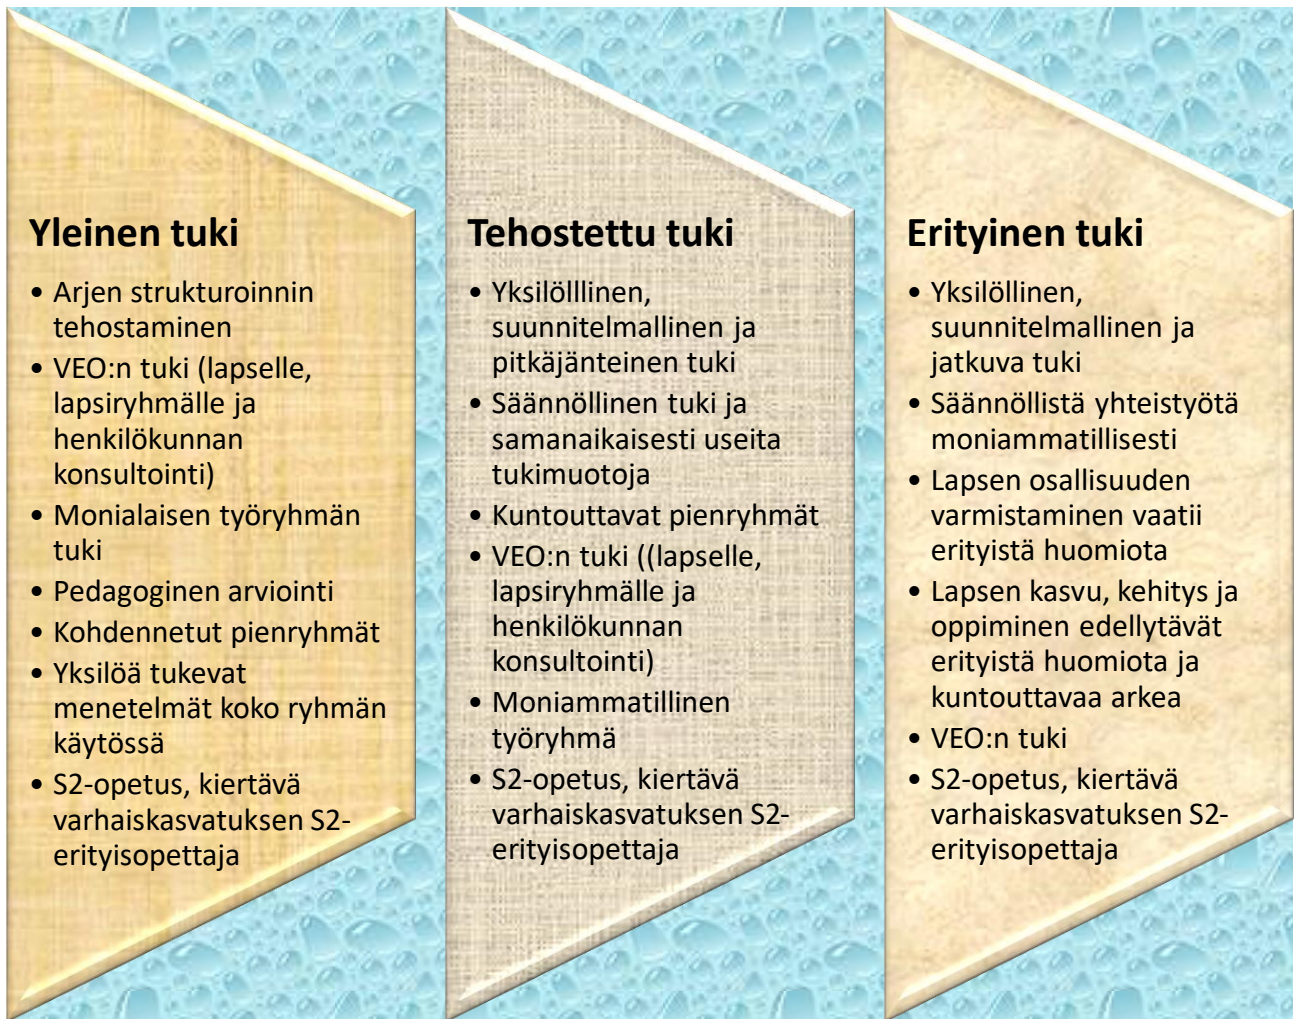 Yleinen tuki
• Arjen strukturoinnin
tehostaminen
• VEO:n tuki (lapselle,
lapsiryhmälle ja
henkilökunnan
konsultointi)
• Monialaisen työryhmän
tuki
• Pedagoginen arviointi
• Kohdennetut pienryhmät
• Yksilöä tukevat
menetelmät koko ryhmän
käytössä
• S2-opetus, kiertävä
varhaiskasvatuksen S2-
erityisopettaja
Tehostettu tuki
• Yksilölllinen,
suunnitelmallinen ja
pitkäjänteinen tuki
• Säännöllinen tuki ja
samanaikaisesti useita
tukimuotoja
• Kuntouttavat pienryhmät
• VEO:n tuki ((lapselle,
lapsiryhmälle ja
henkilökunnan
konsultointi)
• Moniammatillinen
työryhmä
• S2-opetus, kiertävä
varhaiskasvatuksen S2-
erityisopettaja
Erityinen tuki
• Yksilöllinen,
suunnitelmallinen ja
jatkuva tuki
• Säännöllistä yhteistyötä
moniammatillisesti
• Lapsen osallisuuden
varmistaminen vaatii
erityistä huomiota
• Lapsen kasvu, kehitys ja
oppiminen edellytävät
erityistä huomiota ja
kuntouttavaa arkea
• VEO:n tuki
• S2-opetus, kiertävä
varhaiskasvatuksen S2-
erityisopettaja